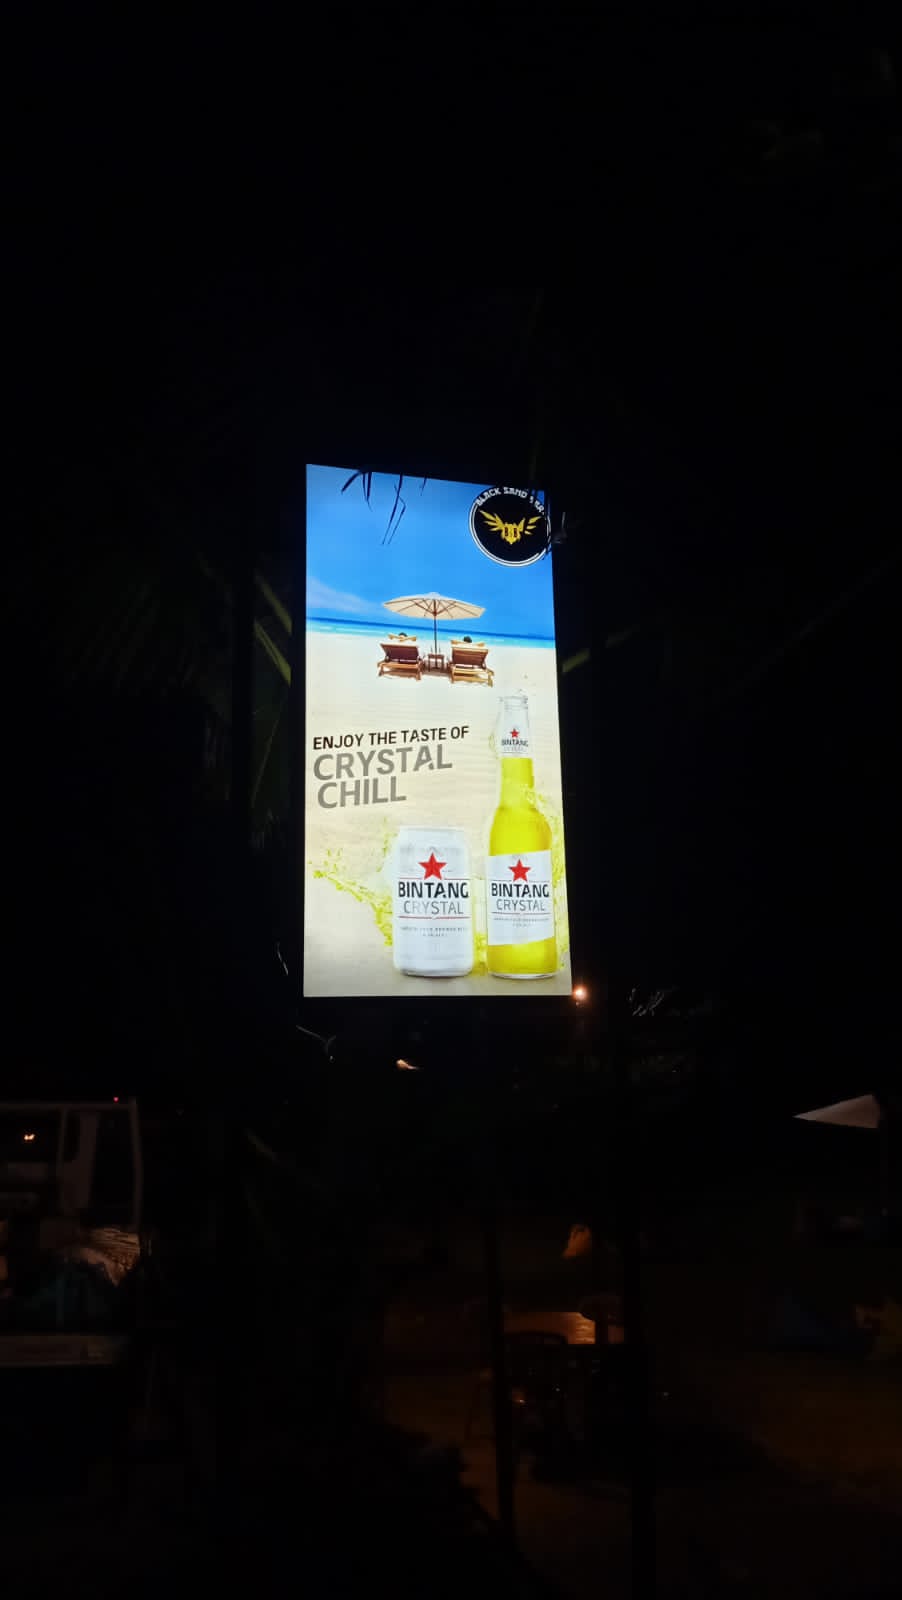 BLACK SAND
ENJOY THE TASTE OF
CRYSTAL
CHILL
BINTANG
BINTANG
CRYSTAL
BINTANG
CRYSTAL